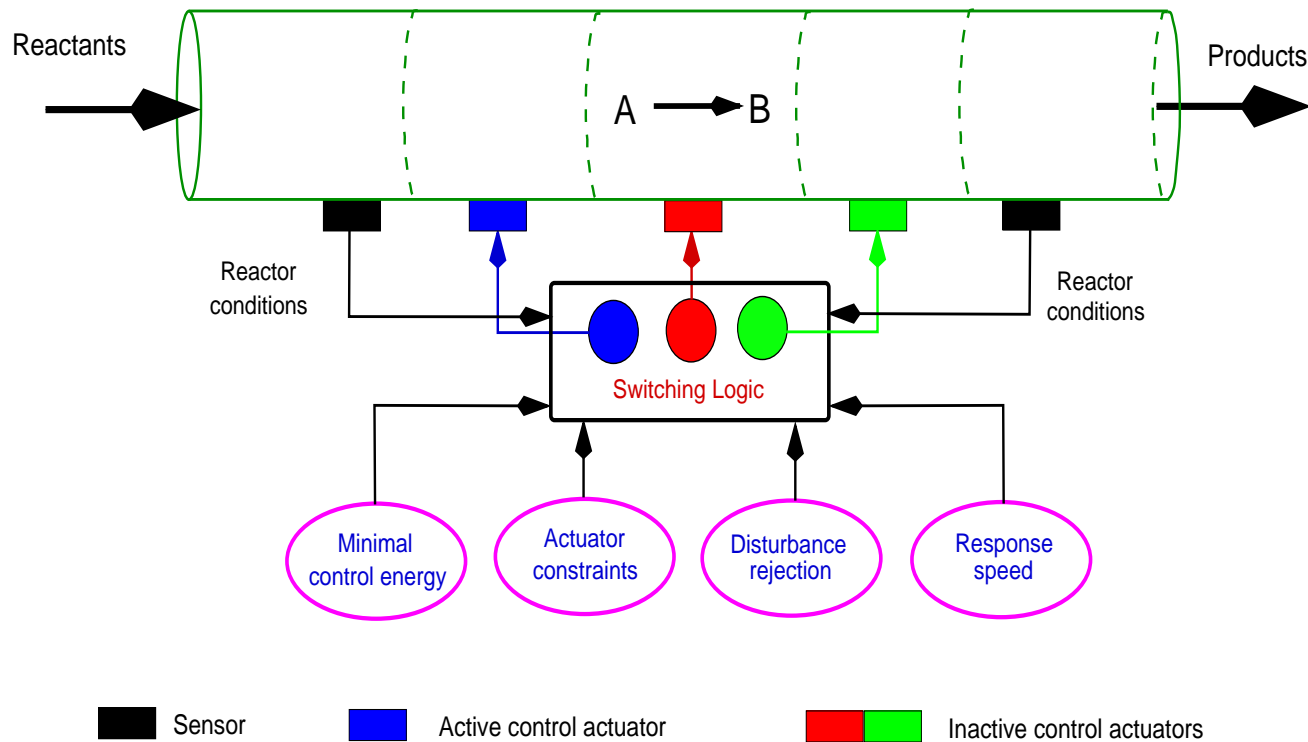 Reactants
Products
A
B
Reactor
conditions
Reactor
conditions
Switching Logic
Minimal
control energy
Actuator
constraints
Disturbance
rejection
Response
speed
Sensor
Active control actuator
Inactive control actuators